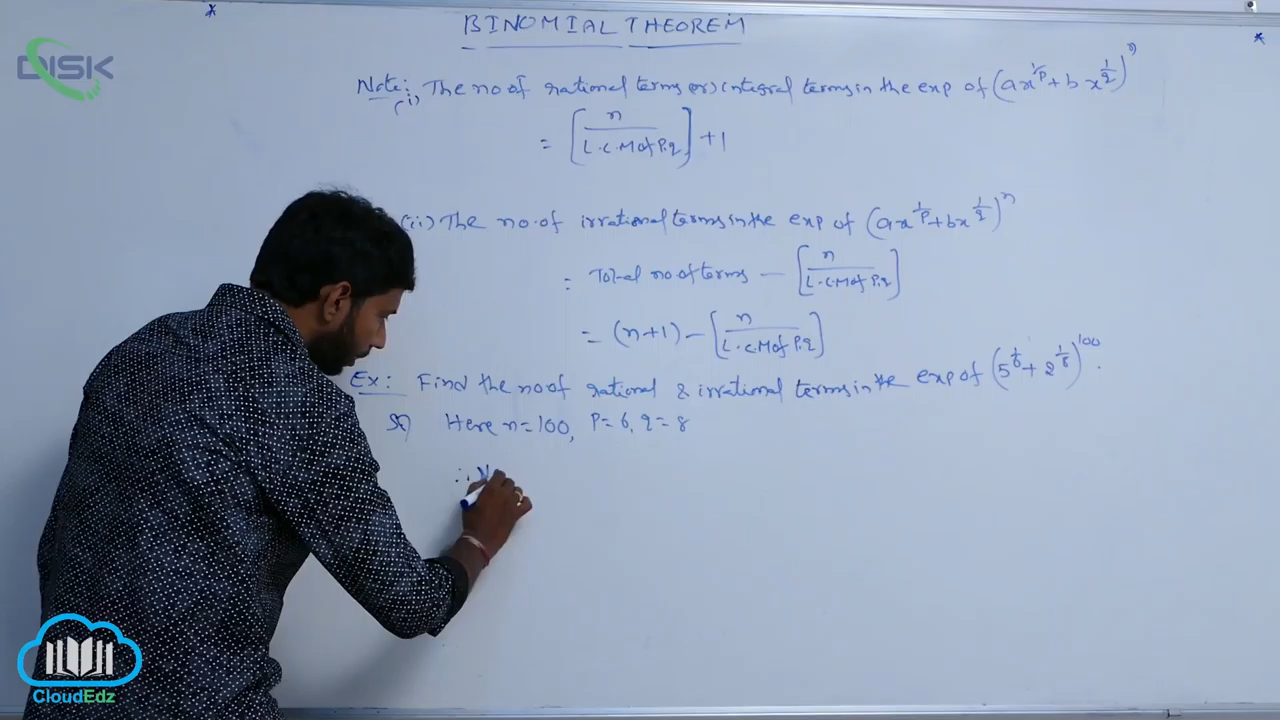 BINOMIAL THEOREM
DISK
Note: (i) The no of rational terms (or) integral terms in the exp of (ax^{1/p} + b x^{1/q})^n
= [n / L.C.M of P,q] + 1
(ii) The no. of irrational terms in the exp of (ax^{1/p} + bx^{1/q})^n
= Total no of terms — [n / L.C.M of P,q]
= (n+1) — [n / L.C.M of P,q]
Ex: Find the no of rational & irrational terms in the exp of (5^{1/6} + 2^{1/8})^{100}.
Sol Here n = 100, P = 6, q = 8
∴ N
CloudEdz